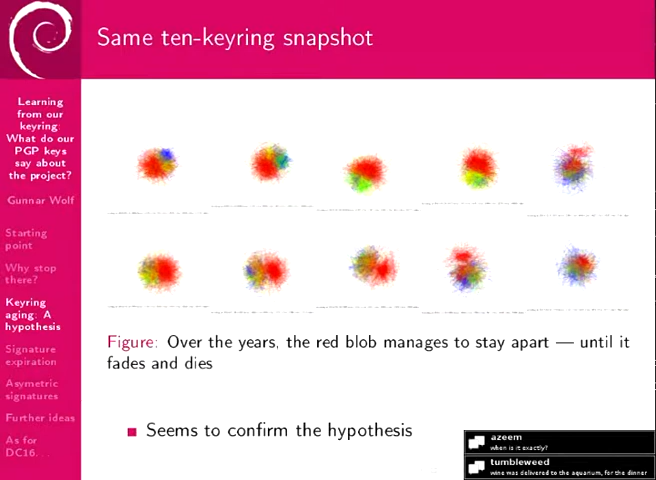 Same ten-keyring snapshot
Learning
from our
keyring:
What do our
PGP keys
say about
the project?
Gunnar Wolf
Starting
point
Why stop
there?
Keyring
aging: A
hypothesis
Signature
expiration
Asymetric
signatures
Further ideas
As for
DC16. . .
Figure: Over the years, the red blob manages to stay apart — until it
fades and dies
Seems to confirm the hypothesis
azeem
when is it exactly?
tumbleweed
wine was delivered to the aquarium, for the dinner